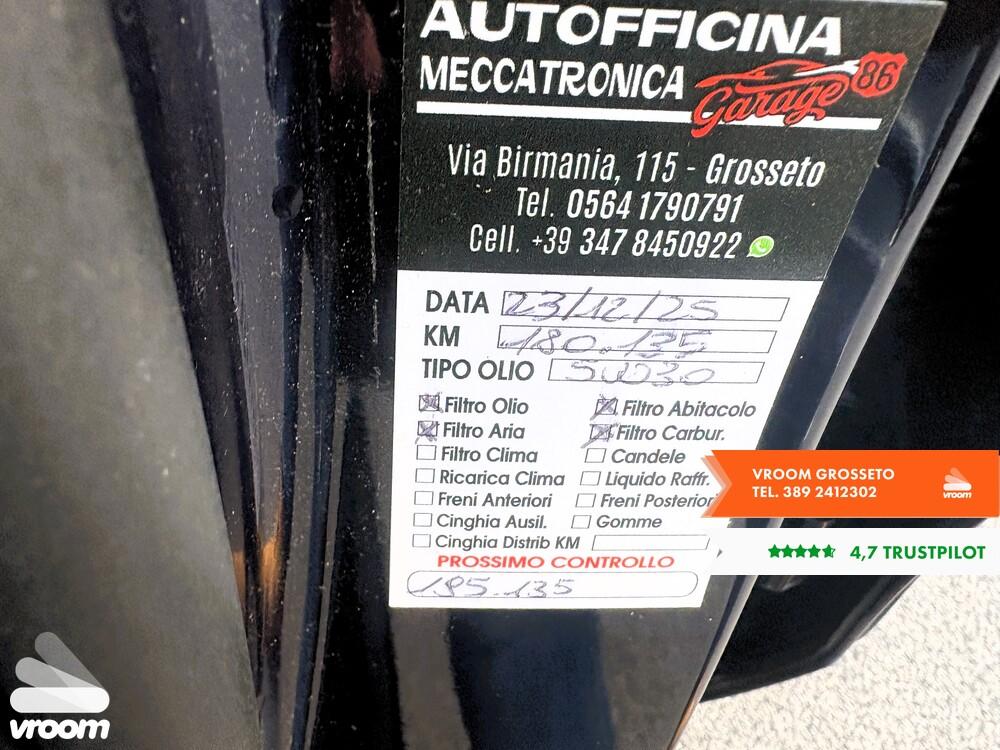 AUTOFFICINA
MECCATRONICA
Garage 86
Via Birmania, 115 - Grosseto
Tel. 0564 1790791
Cell. +39 347 8450922
DATA 23/12/25
KM 180.135
TIPO OLIO 5W30
Filtro Olio
Filtro Abitacolo
Filtro Aria
Filtro Carbur.
Filtro Clima
Candele
Ricarica Clima
Liquido Raffr.
Freni Anteriori
Freni Posteriori
Cinghia Ausil.
Gomme
Cinghia Distrib KM
PROSSIMO CONTROLLO
195.135
VROOM GROSSETO
TEL. 389 2412302
vroom
4,7 TRUSTPILOT
vroom